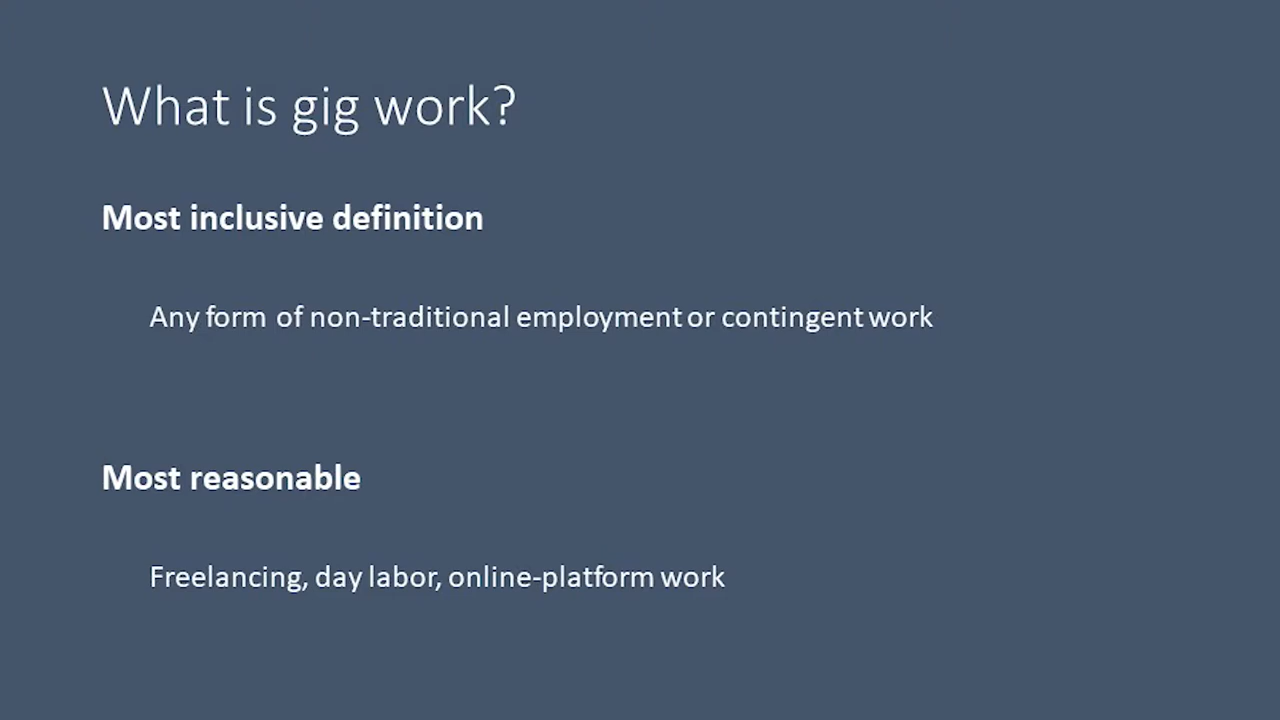 What is gig work?
Most inclusive definition
Any form of non-traditional employment or contingent work
Most reasonable
Freelancing, day labor, online-platform work